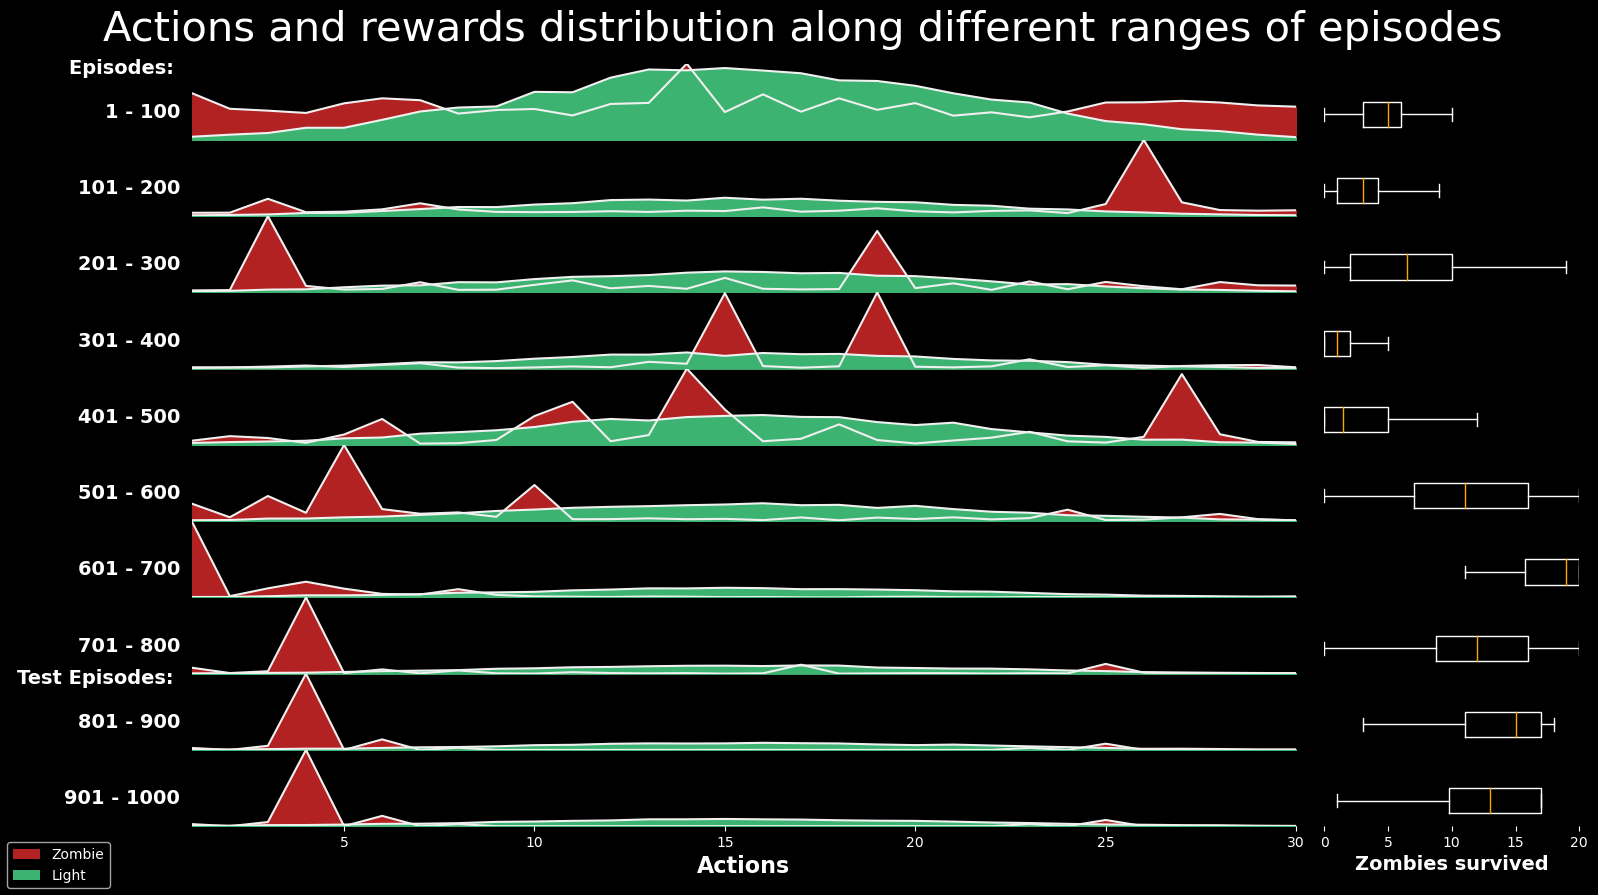 Actions and rewards distribution along different ranges of episodes
Episodes:
1 - 100
101 - 200
201 - 300
301 - 400
401 - 500
501 - 600
601 - 700
701 - 800
Test Episodes:
801 - 900
901 - 1000
5 10 15 20 25 30
Actions
0 5 10 15 20
Zombies survived
Zombie
Light